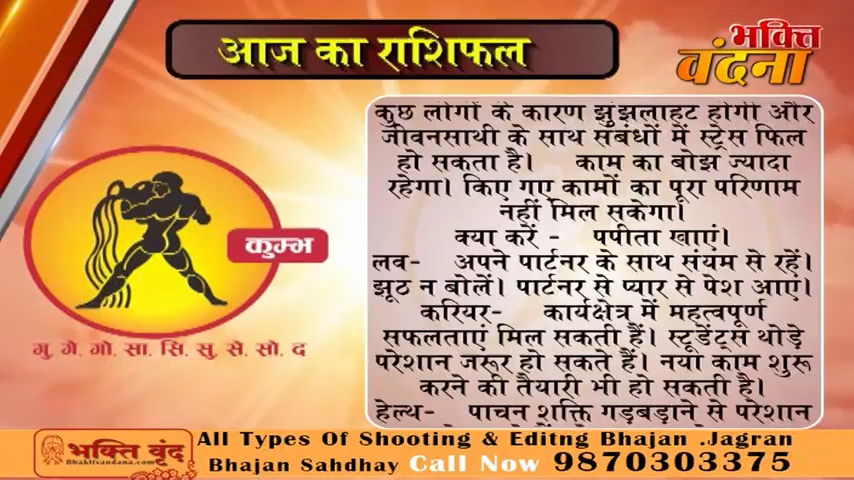 आज का राशिफल
भक्ति
वंदना
कुछ लोगों के कारण झुंझलाहट होगी और
जीवनसाथी के साथ संबंधों में स्ट्रेस फिल
हो सकता है। काम का बोझ ज्यादा
रहेगा। किए गए कामों का पूरा परिणाम
नहीं मिल सकेगा।
क्या करें - पपीता खाएं।
लव- अपने पार्टनर के साथ संयम से रहें।
झूठ न बोलें। पार्टनर से प्यार से पेश आएं।
करियर- कार्यक्षेत्र में महत्वपूर्ण
सफलताएं मिल सकती हैं। स्टूडेंट्स थोड़े
परेशान जरूर हो सकते हैं। नया काम शुरू
करने की तैयारी भी हो सकती है।
हेल्थ- पाचन शक्ति गड़बड़ाने से परेशान
कुम्भ
गु. गे. गो. सा. सि. सु. से. सो. द
भक्ति वृंद
Bhaktivandana.com
All Types Of Shooting & Editng Bhajan .Jagran
Bhajan Sahdhay Call Now 9870303375